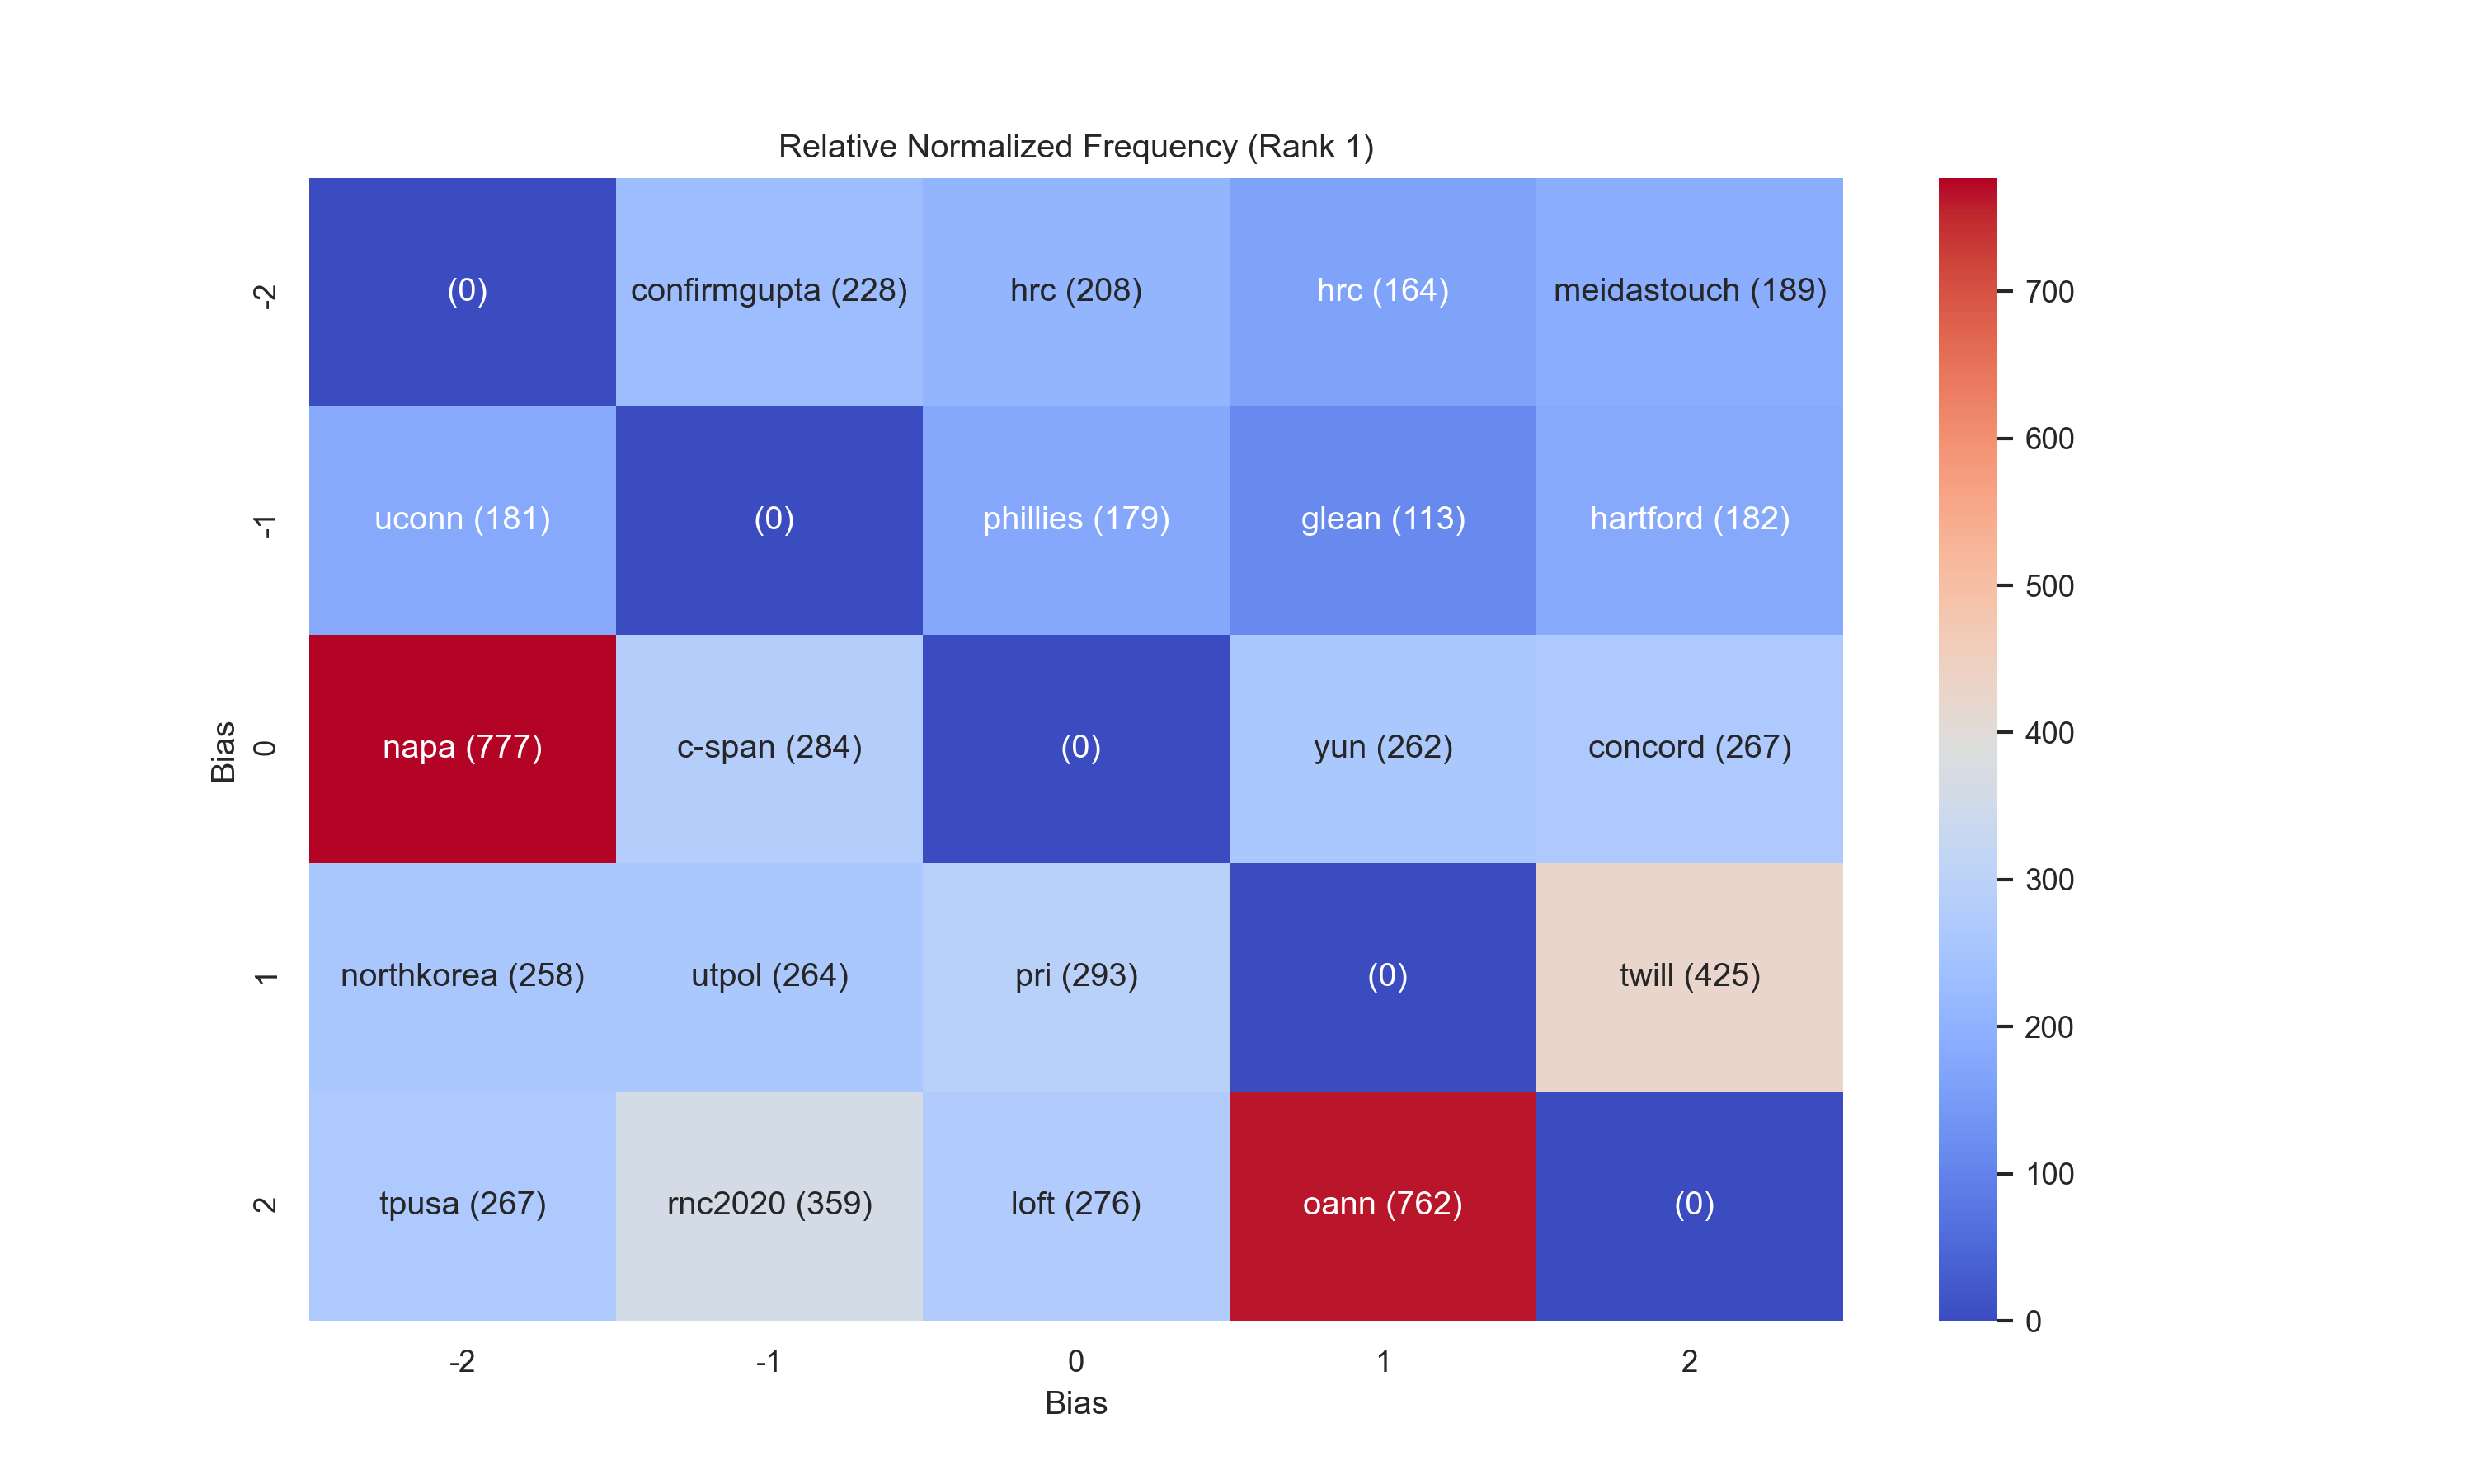 Relative Normalized Frequency (Rank 1)
-2
(0)
confirmgupta (228)
hrc (208)
hrc (164)
meidastouch (189)
-1
uconn (181)
(0)
phillies (179)
glean (113)
hartford (182)
Bias
0
napa (777)
c-span (284)
(0)
yun (262)
concord (267)
1
northkorea (258)
utpol (264)
pri (293)
(0)
twill (425)
2
tpusa (267)
rnc2020 (359)
loft (276)
oann (762)
(0)
-2
-1
0
1
2
Bias
700
600
500
400
300
200
100
0